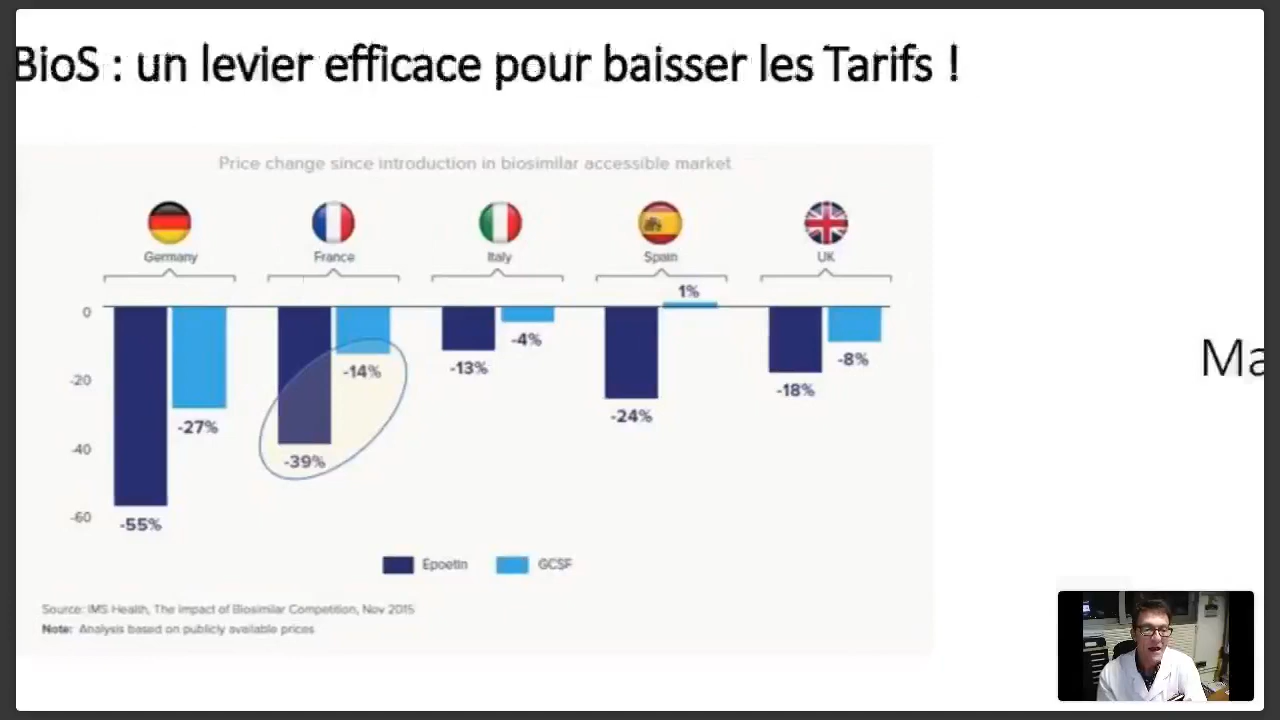 BioS : un levier efficace pour baisser les Tarifs !
Price change since introduction in biosimilar accessible market
Germany
France
Italy
Spain
UK
0
-20
-40
-60
-55%
-27%
-39%
-14%
-13%
-4%
-24%
1%
-18%
-8%
Ma
Epoetin
GCSF
Source: IMS Health, The Impact of Biosimilar Competition, Nov 2015
Note: Analysis based on publicly available prices